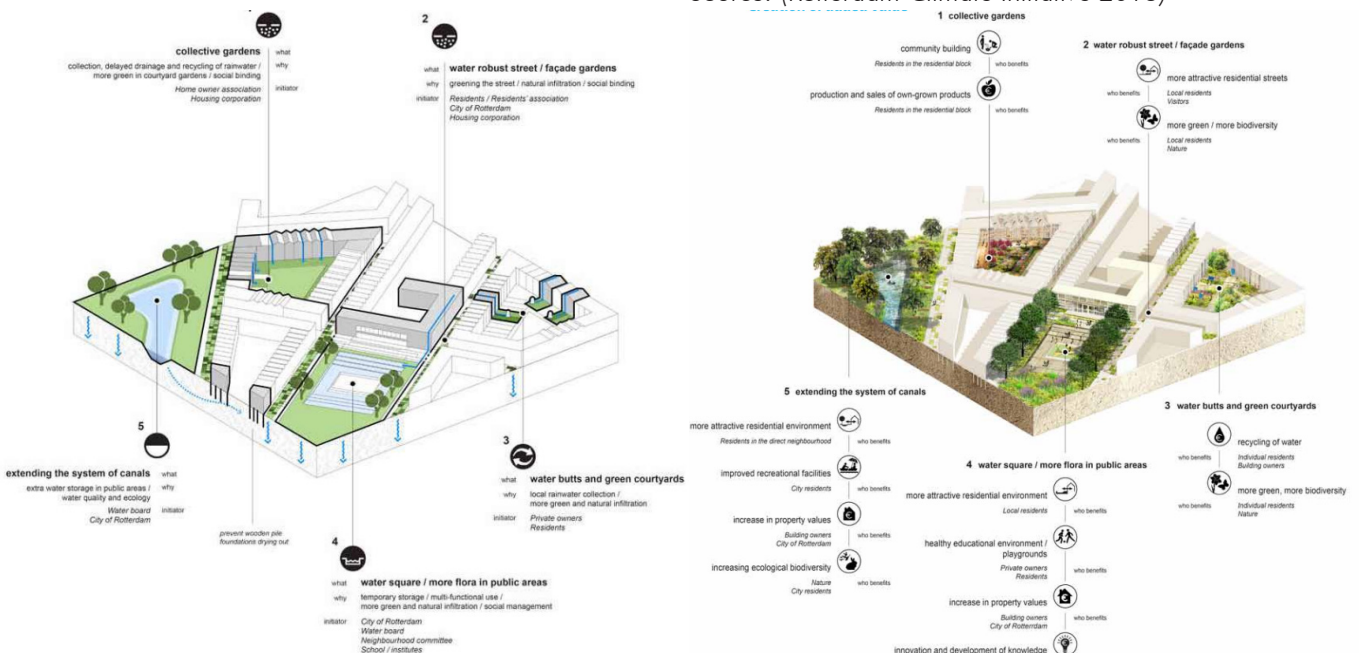 1
collective gardens what
collection, delayed drainage and recycling of rainwater / why
more green in courtyard gardens / social binding
Home owner association initiator
Housing corporation
2
what water robust street / façade gardens
why greening the street / natural infiltration / social binding
initiator Residents / Residents' association
City of Rotterdam
Housing corporation
5
extending the system of canals what
extra water storage in public areas / why
water quality and ecology
Water board initiator
City of Rotterdam
prevent wooden pile
foundations drying out
3
what water butts and green courtyards
why local rainwater collection /
more green and natural infiltration
initiator Private owners
Residents
4
what water square / more flora in public areas
why temporary storage / multi-functional use /
more green and natural infiltration / social management
initiator City of Rotterdam
Water board
Neighbourhood committee
School / institutes
1 collective gardens
community building
Residents in the residential block who benefits
production and sales of own-grown products
Residents in the residential block who benefits
2 water robust street / façade gardens
more attractive residential streets
who benefits Local residents
Visitors
more green / more biodiversity
who benefits Local residents
Nature
5 extending the system of canals
more attractive residential environment
Residents in the direct neighbourhood who benefits
improved recreational facilities
City residents who benefits
increase in property values
Building owners who benefits
City of Rotterdam
increasing ecological biodiversity
Nature who benefits
City residents
4 water square / more flora in public areas
more attractive residential environment
Local residents who benefits
healthy educational environment /
playgrounds
Private owners who benefits
Residents
increase in property values
Building owners who benefits
City of Rotterdam
innovation and development of knowledge
3 water butts and green courtyards
recycling of water
who benefits Individual residents
Building owners
more green, more biodiversity
who benefits Individual residents
Nature